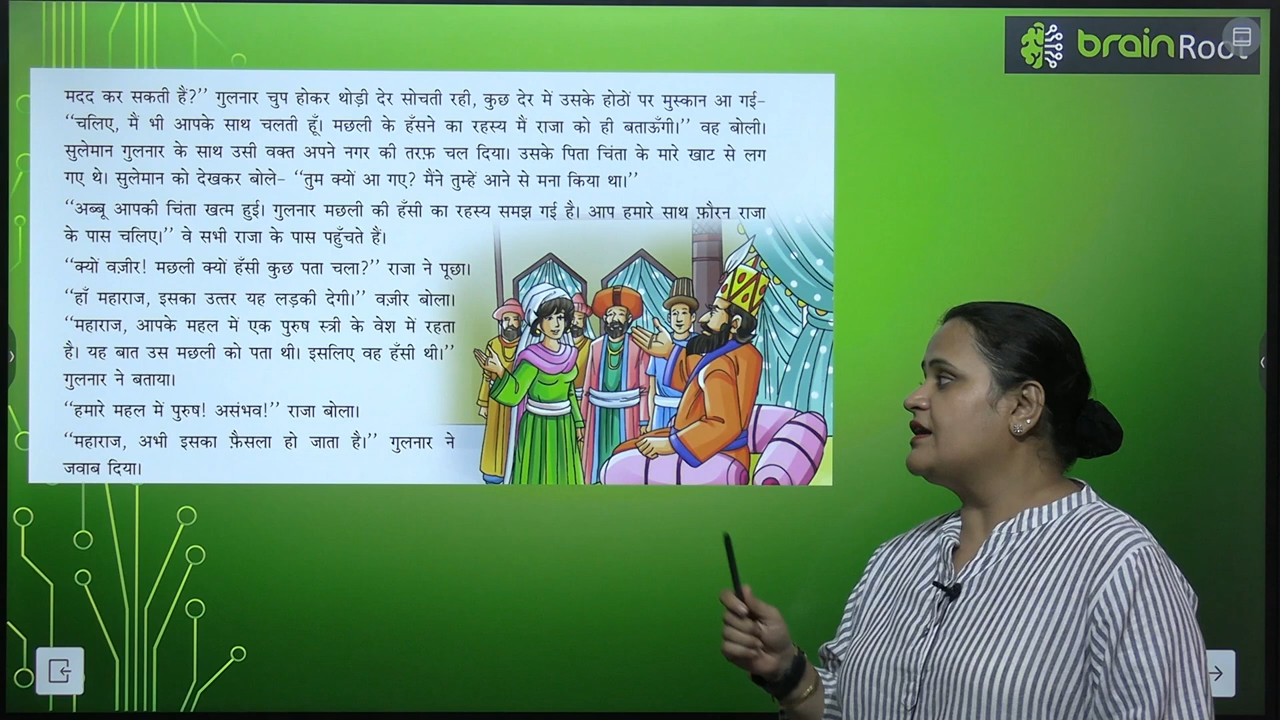 brainRoot
मदद कर सकती हैं?’’ गुलनार चुप होकर थोड़ी देर सोचती रही, कुछ देर में उसके होठों पर मुस्कान आ गई–
‘‘चलिए, मैं भी आपके साथ चलती हूँ। मछली के हँसने का रहस्य मैं राजा को ही बताऊँगी।’’ वह बोली।
सुलेमान गुलनार के साथ उसी वक्त अपने नगर की तरफ़ चल दिया। उसके पिता चिंता के मारे खाट से लग
गए थे। सुलेमान को देखकर बोले– ‘‘तुम क्यों आ गए? मैंने तुम्हें आने से मना किया था।’’
‘‘अब्बू आपकी चिंता खत्म हुई। गुलनार मछली की हँसी का रहस्य समझ गई है। आप हमारे साथ फ़ौरन राजा
के पास चलिए।’’ वे सभी राजा के पास पहुँचते हैं।
‘‘क्यों वज़ीर! मछली क्यों हँसी कुछ पता चला?’’ राजा ने पूछा।
‘‘हाँ महाराज, इसका उत्तर यह लड़की देगी।’’ वज़ीर बोला।
‘‘महाराज, आपके महल में एक पुरुष स्त्री के वेश में रहता
है। यह बात उस मछली को पता थी। इसलिए वह हँसी थी।’’
गुलनार ने बताया।
‘‘हमारे महल में पुरुष! असंभव!’’ राजा बोला।
‘‘महाराज, अभी इसका फ़ैसला हो जाता है।’’ गुलनार ने
जवाब दिया।